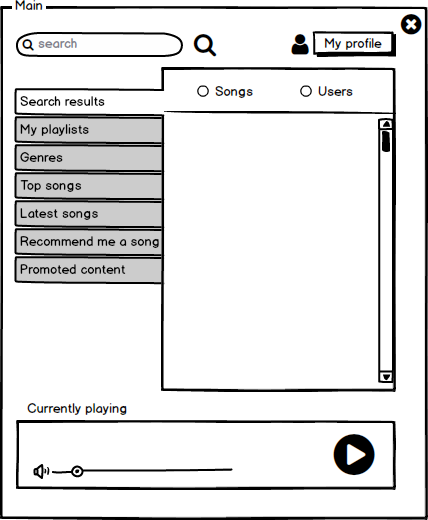 Main
search
My profile
Songs
Users
Search results
My playlists
Genres
Top songs
Latest songs
Recommend me a song
Promoted content
Currently playing